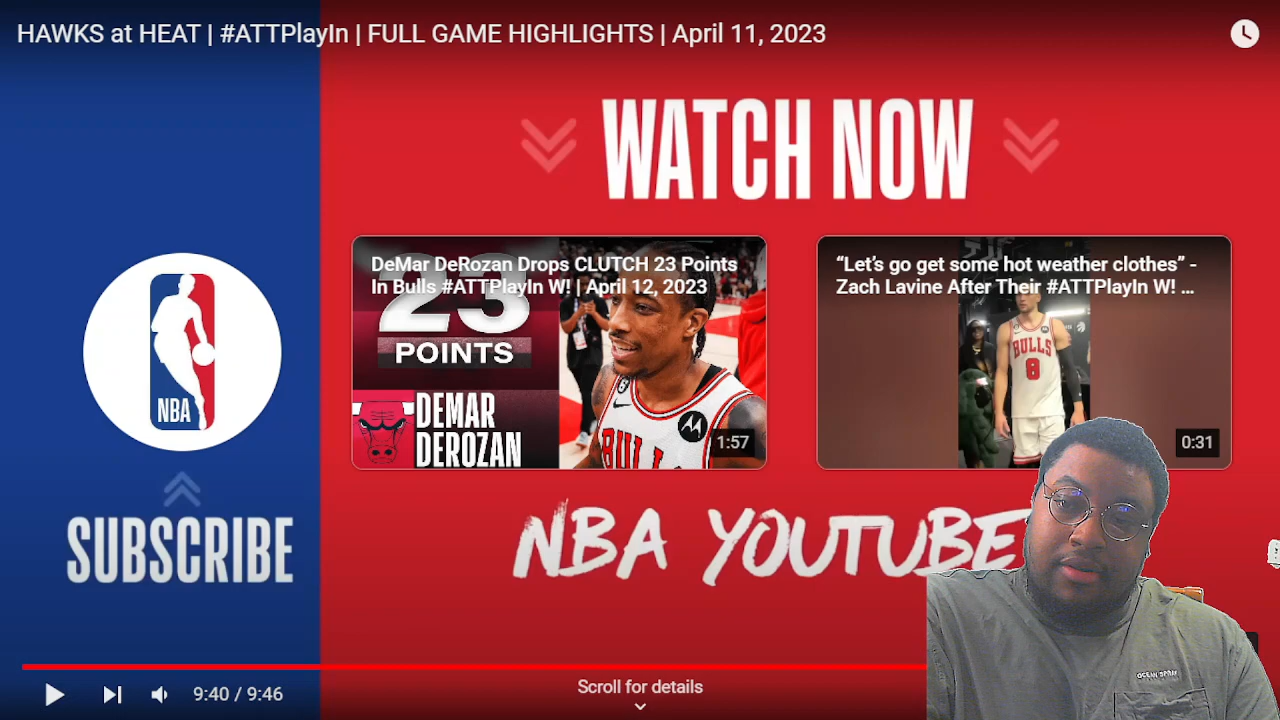 HAWKS at HEAT | #ATTPlayIn | FULL GAME HIGHLIGHTS | April 11, 2023
WATCH NOW
DeMar DeRozan Drops CLUTCH 23 Points
In Bulls #ATTPlayIn W! | April 12, 2023
23
POINTS
DEMAR
DEROZAN
BULLS
1:57
“Let’s go get some hot weather clothes” -
Zach Lavine After Their #ATTPlayIn W! ...
BULLS
8
0:31
NBA
SUBSCRIBE
NBA YOUTUBE
OCEAN SPRAY
9:40 / 9:46
Scroll for details